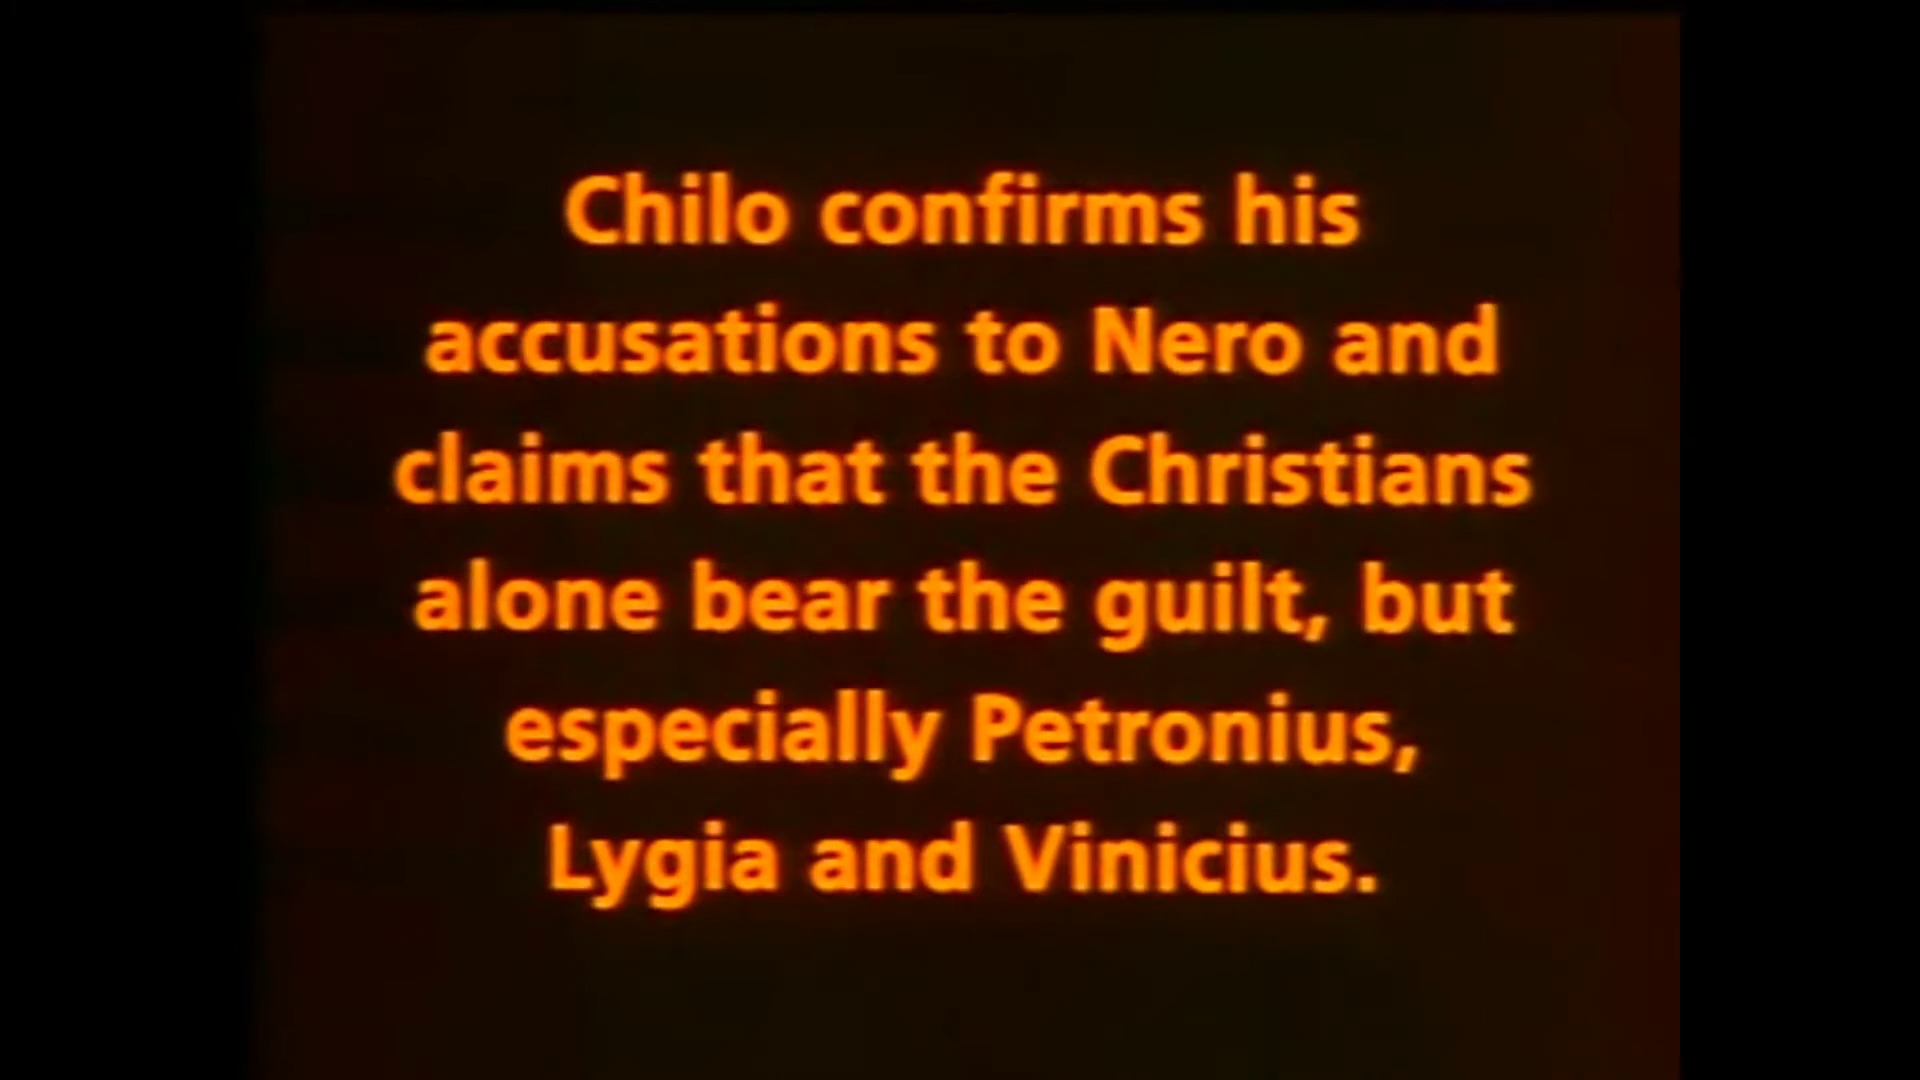 Chilo confirms his
accusations to Nero and
claims that the Christians
alone bear the guilt, but
especially Petronius,
Lygia and Vinicius.